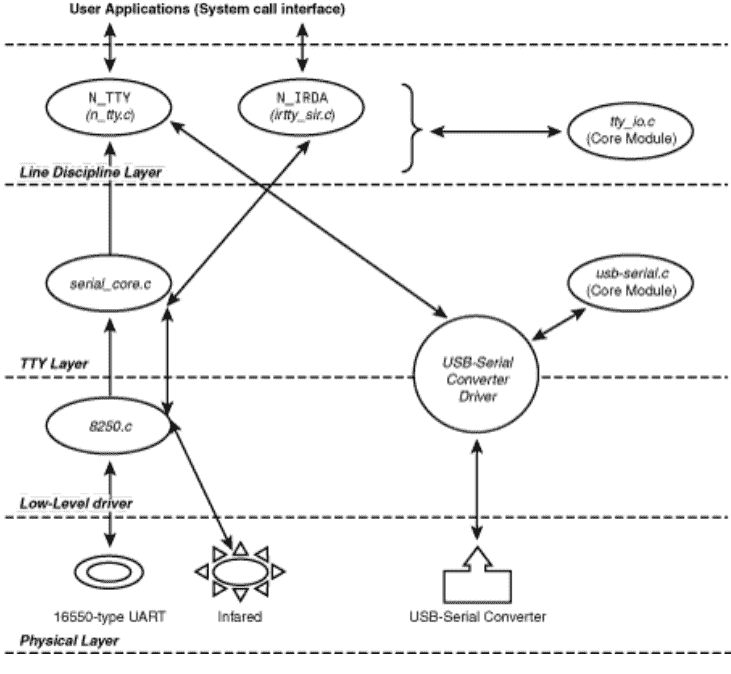 User Applications (System call interface)
N_TTY
(n_tty.c)
N_IRDA
(irtty_sir.c)
tty_io.c
(Core Module)
Line Discipline Layer
serial_core.c
usb-serial.c
(Core Module)
TTY Layer
USB-Serial
Converter
Driver
8250.c
Low-Level driver
16550-type UART
Infared
USB-Serial Converter
Physical Layer